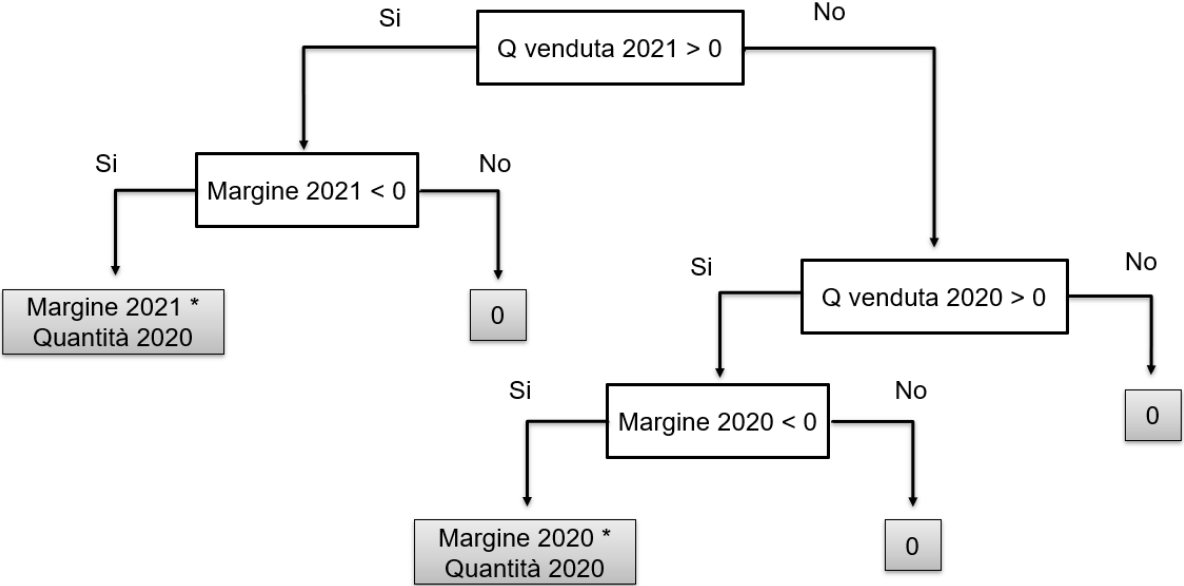 Si
Q venduta 2021 > 0
No
Si
Margine 2021 < 0
No
Margine 2021 *
Quantità 2020
0
Si
Q venduta 2020 > 0
No
Si
Margine 2020 < 0
No
0
Margine 2020 *
Quantità 2020
0